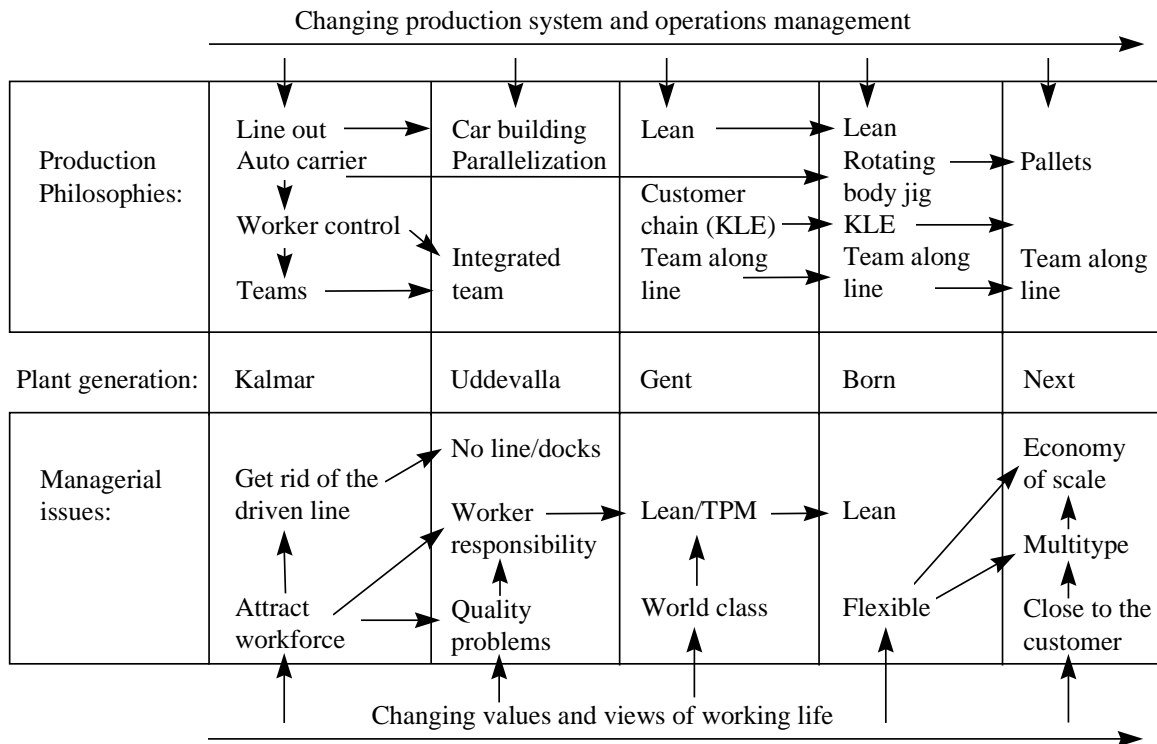 Changing production system and operations management
Production
Philosophies:
Line out
Auto carrier
Worker control
Teams
Car building
Parallelization
Integrated
team
Lean
Customer
chain (KLE)
Team along
line
Lean
Rotating
body jig
KLE
Team along
line
Pallets
Team along
line
Plant generation:
Kalmar
Uddevalla
Gent
Born
Next
Managerial
issues:
Get rid of the
driven line
Attract
workforce
No line/docks
Worker
responsibility
Quality
problems
Lean/TPM
World class
Lean
Flexible
Economy
of scale
Multitype
Close to the
customer
Changing values and views of working life